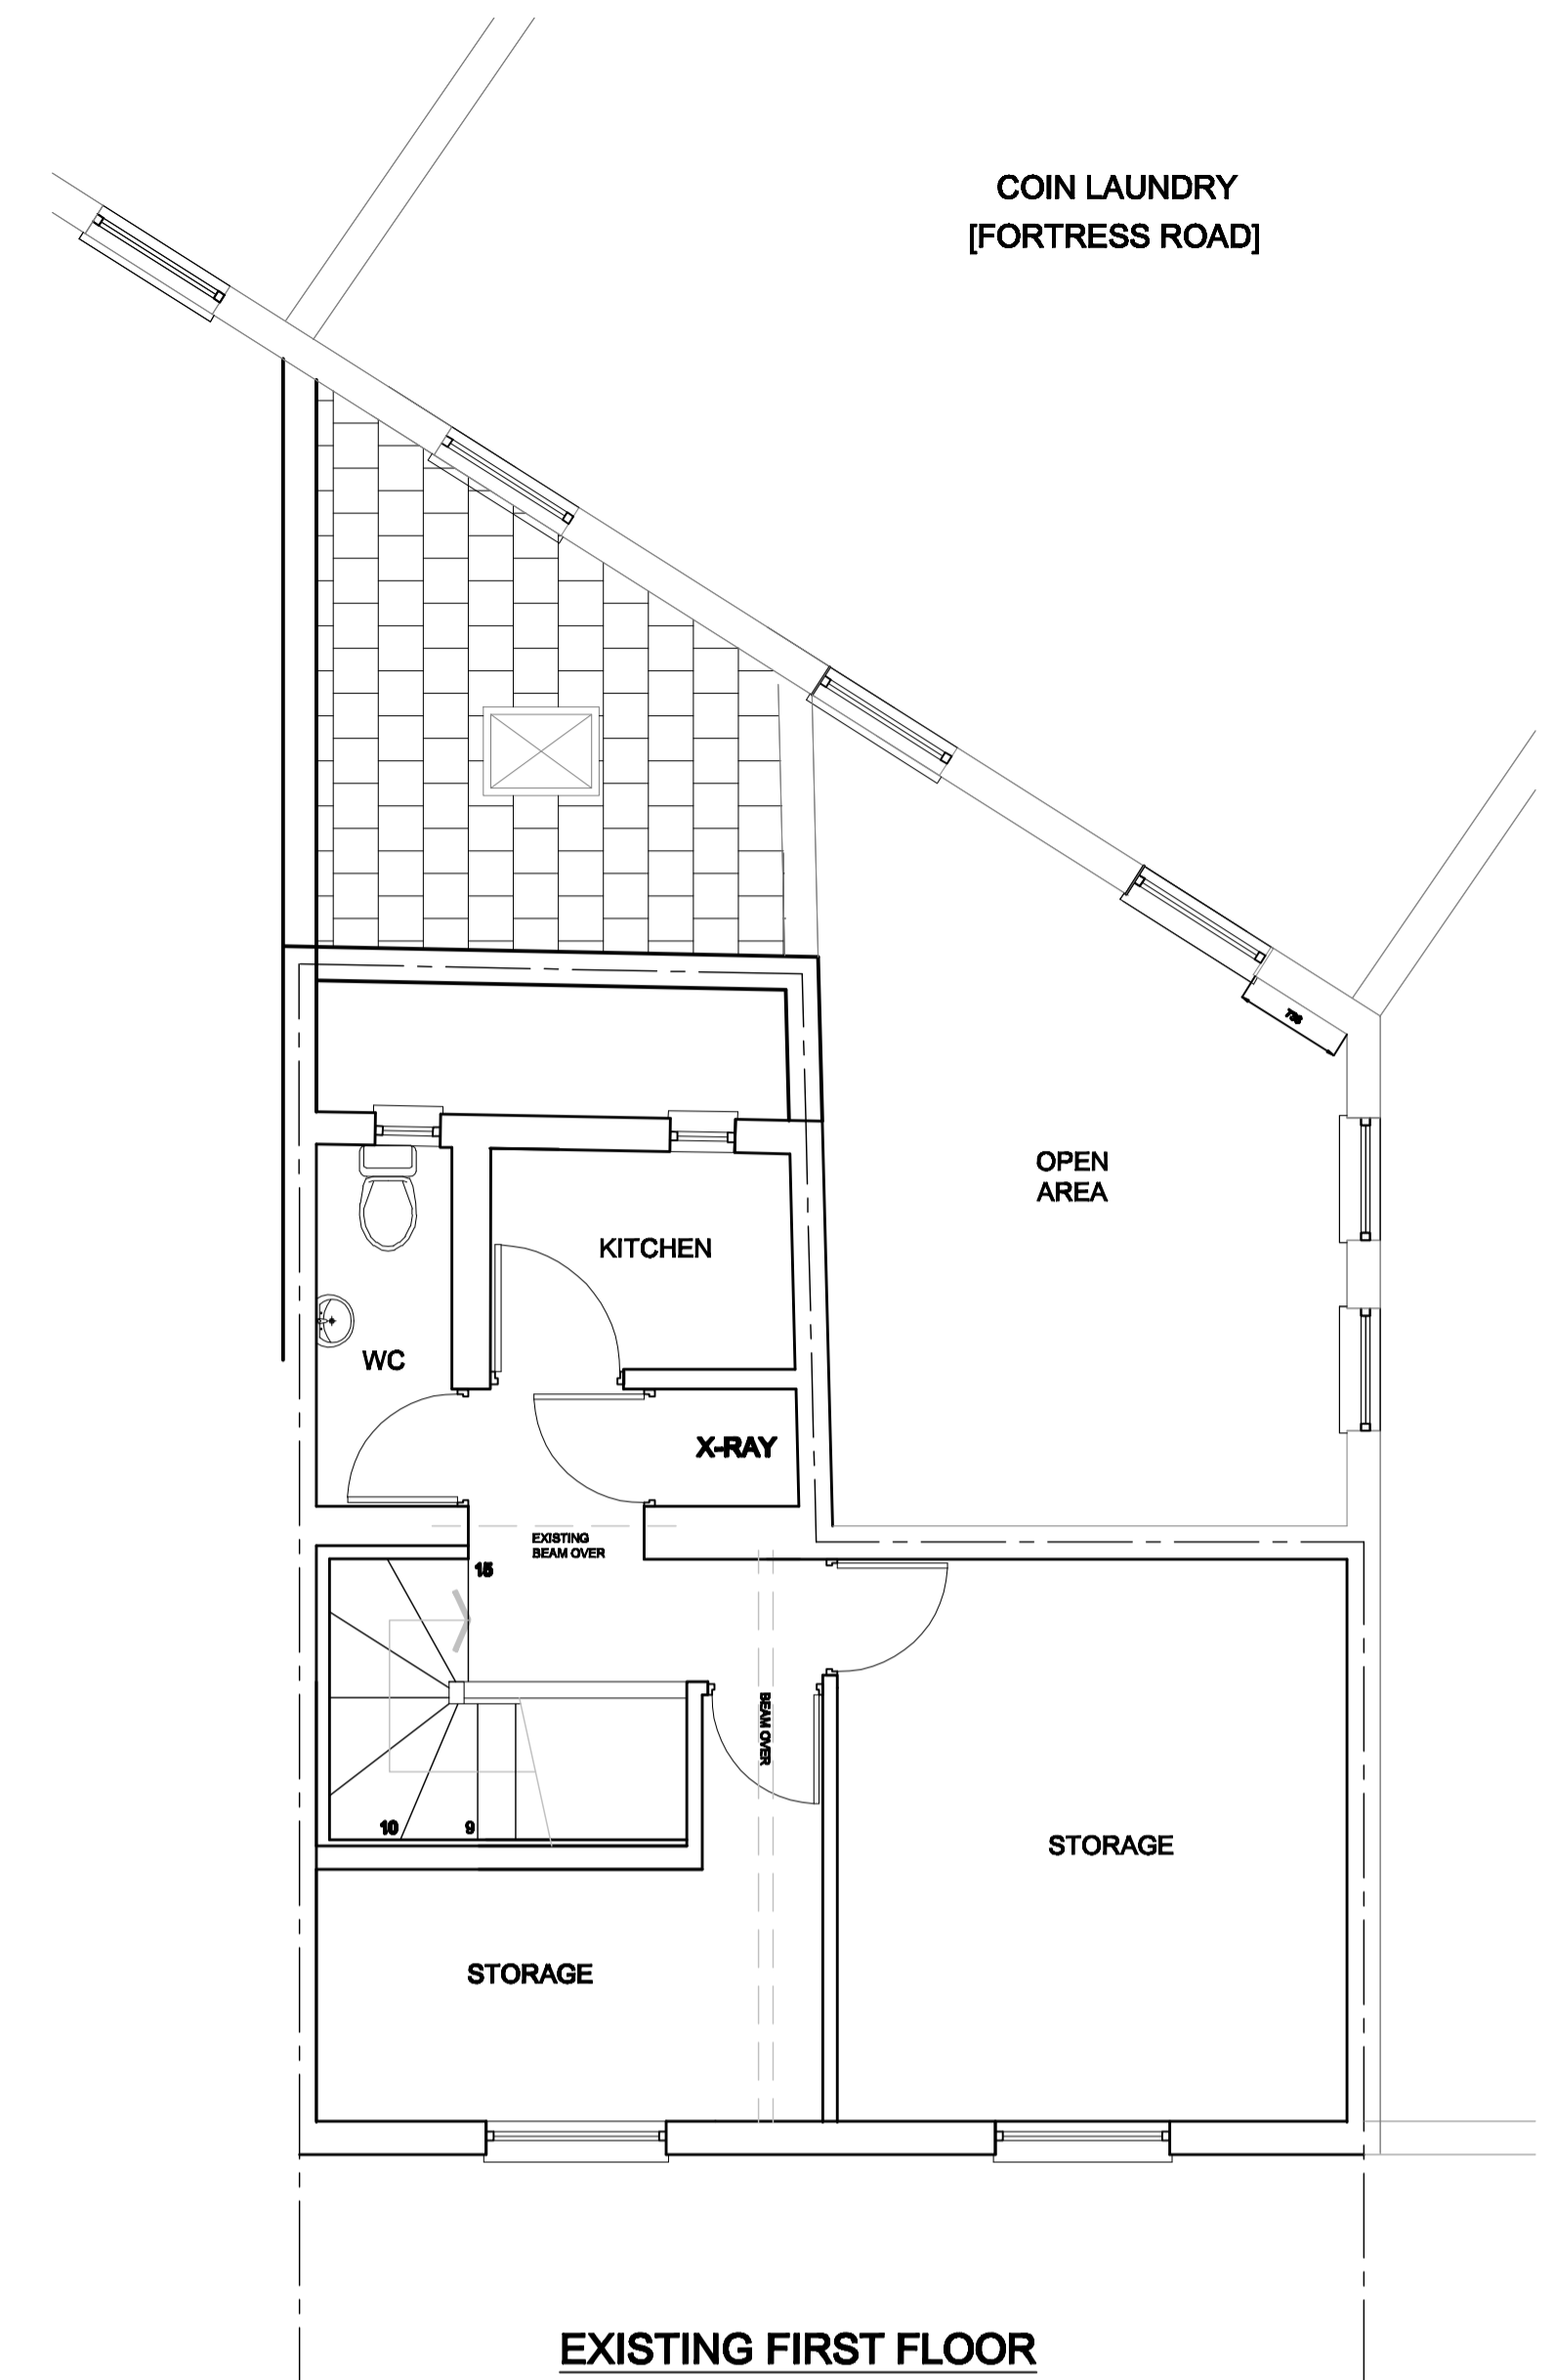 COIN LAUNDRY
[FORTRESS ROAD]
OPEN
AREA
KITCHEN
WC
X-RAY
EXISTING
BEAM OVER
15
BEAM OVER
10
9
STORAGE
STORAGE
EXISTING FIRST FLOOR